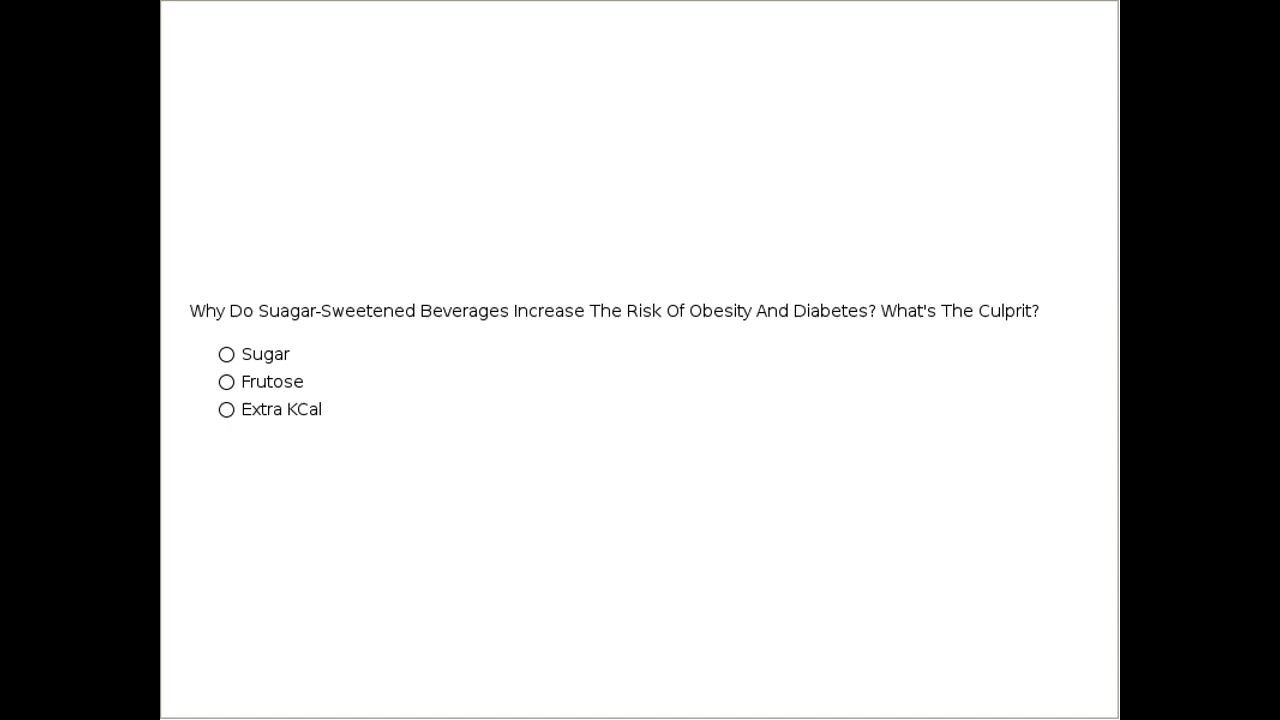 Why Do Suagar-Sweetened Beverages Increase The Risk Of Obesity And Diabetes? What's The Culprit?
Sugar
Frutose
Extra KCal